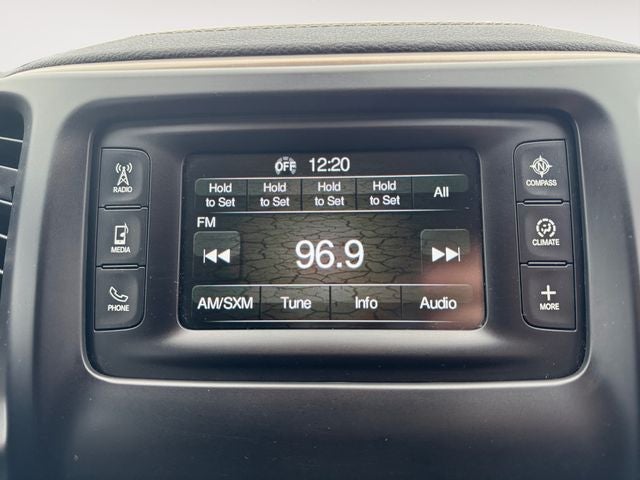 OFF 12:20
Hold to Set Hold to Set Hold to Set Hold to Set All
FM
96.9
AM/SXM Tune Info Audio
RADIO
MEDIA
PHONE
N
COMPASS
CLIMATE
+
MORE